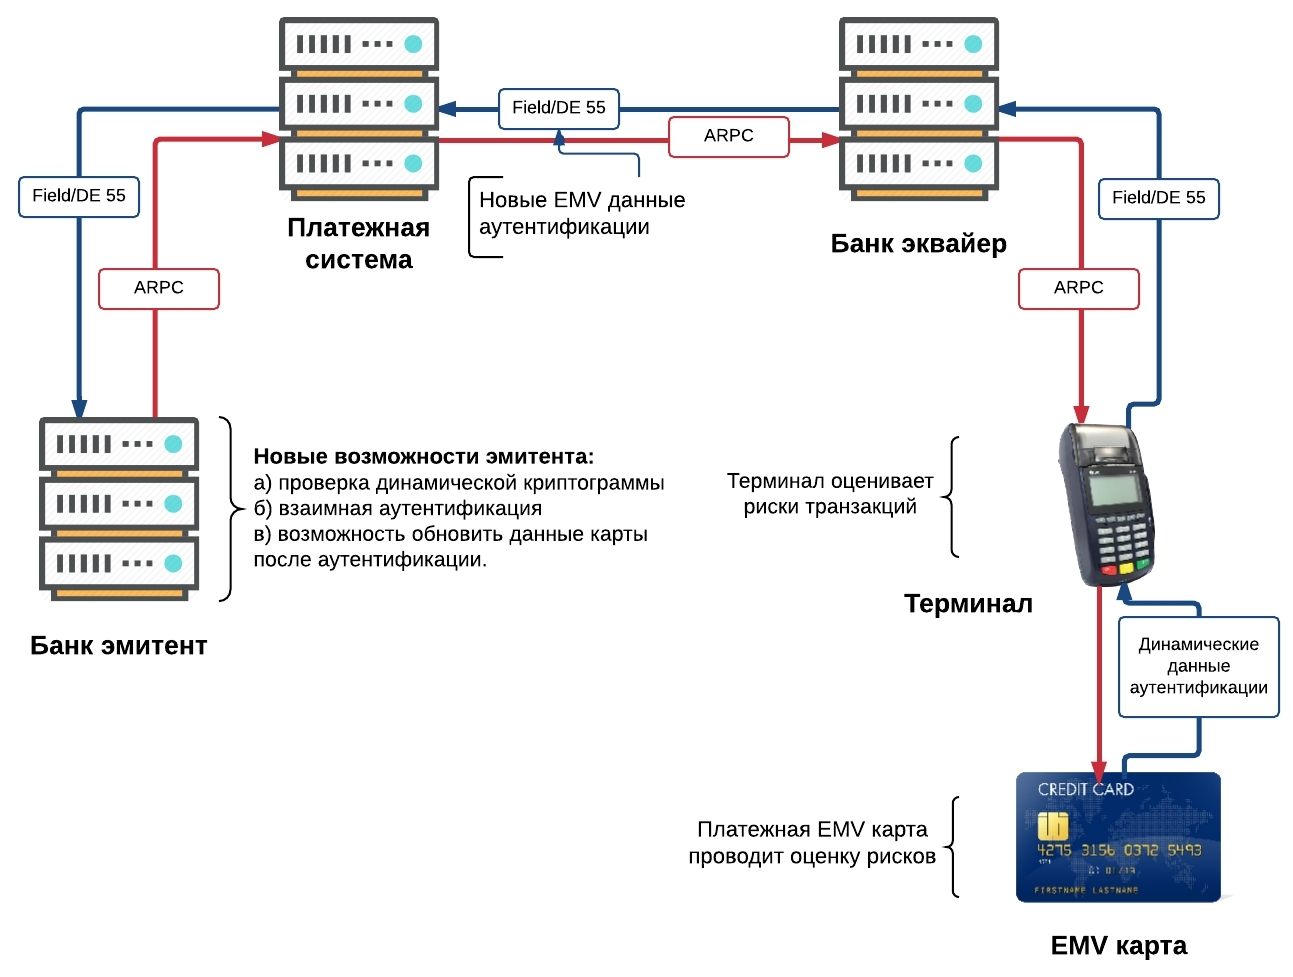 Field/DE 55
ARPC
Field/DE 55
Новые EMV данные
аутентификации
Платежная
система
Банк эквайер
Field/DE 55
ARPC
ARPC
Новые возможности эмитента:
а) проверка динамической криптограммы
б) взаимная аутентификация
в) возможность обновить данные карты
после аутентификации.
Банк эмитент
Терминал оценивает
риски транзакций
Терминал
Динамические
данные
аутентификации
CREDIT CARD
4275 3156 0372 5493
FIRSTNAME LASTNAME
Платежная EMV карта
проводит оценку рисков
EMV карта